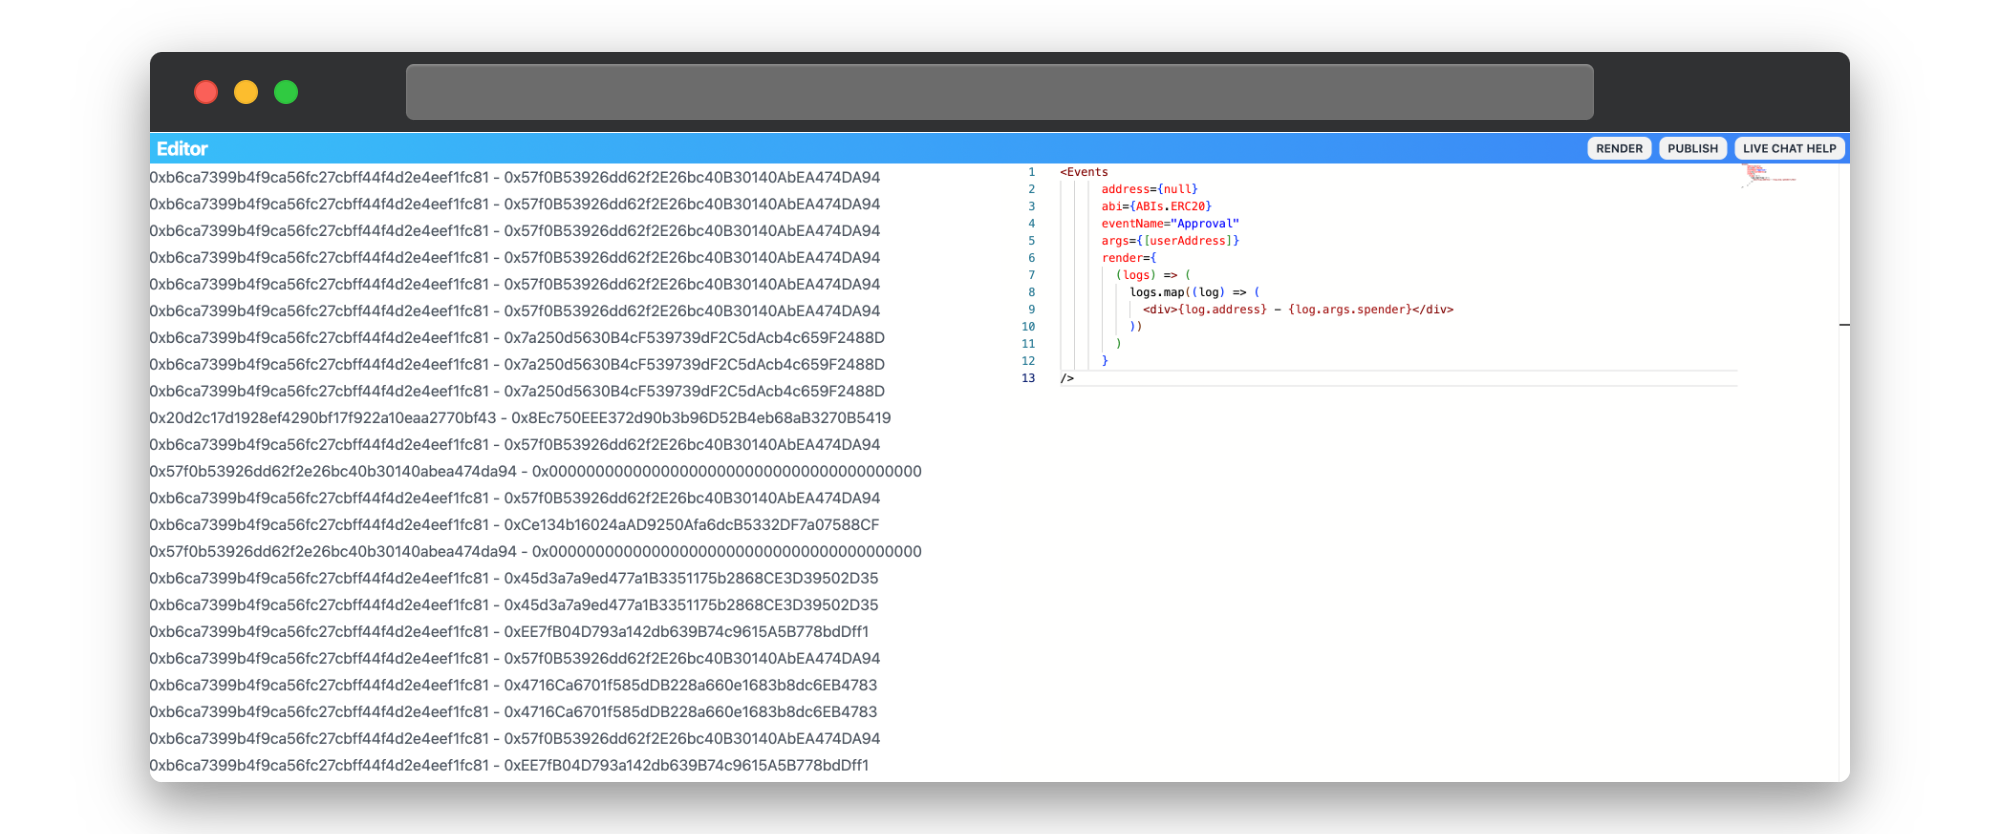 Editor
RENDER PUBLISH LIVE CHAT HELP
0xb6ca7399b4f9ca56fc27cbff44f4d2e4eef1fc81 - 0x57f0B53926dd62f2E26bc40B30140AbEA474DA94
0xb6ca7399b4f9ca56fc27cbff44f4d2e4eef1fc81 - 0x57f0B53926dd62f2E26bc40B30140AbEA474DA94
0xb6ca7399b4f9ca56fc27cbff44f4d2e4eef1fc81 - 0x57f0B53926dd62f2E26bc40B30140AbEA474DA94
0xb6ca7399b4f9ca56fc27cbff44f4d2e4eef1fc81 - 0x57f0B53926dd62f2E26bc40B30140AbEA474DA94
0xb6ca7399b4f9ca56fc27cbff44f4d2e4eef1fc81 - 0x57f0B53926dd62f2E26bc40B30140AbEA474DA94
0xb6ca7399b4f9ca56fc27cbff44f4d2e4eef1fc81 - 0x57f0B53926dd62f2E26bc40B30140AbEA474DA94
0xb6ca7399b4f9ca56fc27cbff44f4d2e4eef1fc81 - 0x7a250d5630B4cF539739dF2C5dAcb4c659F2488D
0xb6ca7399b4f9ca56fc27cbff44f4d2e4eef1fc81 - 0x7a250d5630B4cF539739dF2C5dAcb4c659F2488D
0xb6ca7399b4f9ca56fc27cbff44f4d2e4eef1fc81 - 0x7a250d5630B4cF539739dF2C5dAcb4c659F2488D
0x20d2c17d1928ef4290bf17f922a10eaa2770bf43 - 0x8Ec750EEE372d90b3b96D52B4eb68aB3270B5419
0xb6ca7399b4f9ca56fc27cbff44f4d2e4eef1fc81 - 0x57f0B53926dd62f2E26bc40B30140AbEA474DA94
0x57f0b53926dd62f2e26bc40b30140abea474da94 - 0x0000000000000000000000000000000000000000
0xb6ca7399b4f9ca56fc27cbff44f4d2e4eef1fc81 - 0x57f0B53926dd62f2E26bc40B30140AbEA474DA94
0xb6ca7399b4f9ca56fc27cbff44f4d2e4eef1fc81 - 0xCe134b16024aAD9250Afa6dcB5332DF7a07588CF
0x57f0b53926dd62f2e26bc40b30140abea474da94 - 0x0000000000000000000000000000000000000000
0xb6ca7399b4f9ca56fc27cbff44f4d2e4eef1fc81 - 0x45d3a7a9ed477a1B3351175b2868CE3D39502D35
0xb6ca7399b4f9ca56fc27cbff44f4d2e4eef1fc81 - 0x45d3a7a9ed477a1B3351175b2868CE3D39502D35
0xb6ca7399b4f9ca56fc27cbff44f4d2e4eef1fc81 - 0xEE7fB04D793a142db639B74c9615A5B778bdDff1
0xb6ca7399b4f9ca56fc27cbff44f4d2e4eef1fc81 - 0x57f0B53926dd62f2E26bc40B30140AbEA474DA94
0xb6ca7399b4f9ca56fc27cbff44f4d2e4eef1fc81 - 0x4716Ca6701f585dDB228a660e1683b8dc6EB4783
0xb6ca7399b4f9ca56fc27cbff44f4d2e4eef1fc81 - 0x4716Ca6701f585dDB228a660e1683b8dc6EB4783
0xb6ca7399b4f9ca56fc27cbff44f4d2e4eef1fc81 - 0x57f0B53926dd62f2E26bc40B30140AbEA474DA94
0xb6ca7399b4f9ca56fc27cbff44f4d2e4eef1fc81 - 0xEE7fB04D793a142db639B74c9615A5B778bdDff1
1 <Events
2 address={null}
3 abi={ABIs.ERC20}
4 eventName="Approval"
5 args={[userAddress]}
6 render={
7 (logs) => (
8 logs.map((log) => (
9 <div>{log.address} - {log.args.spender}</div>
10 ))
11 )
12 }
13 />